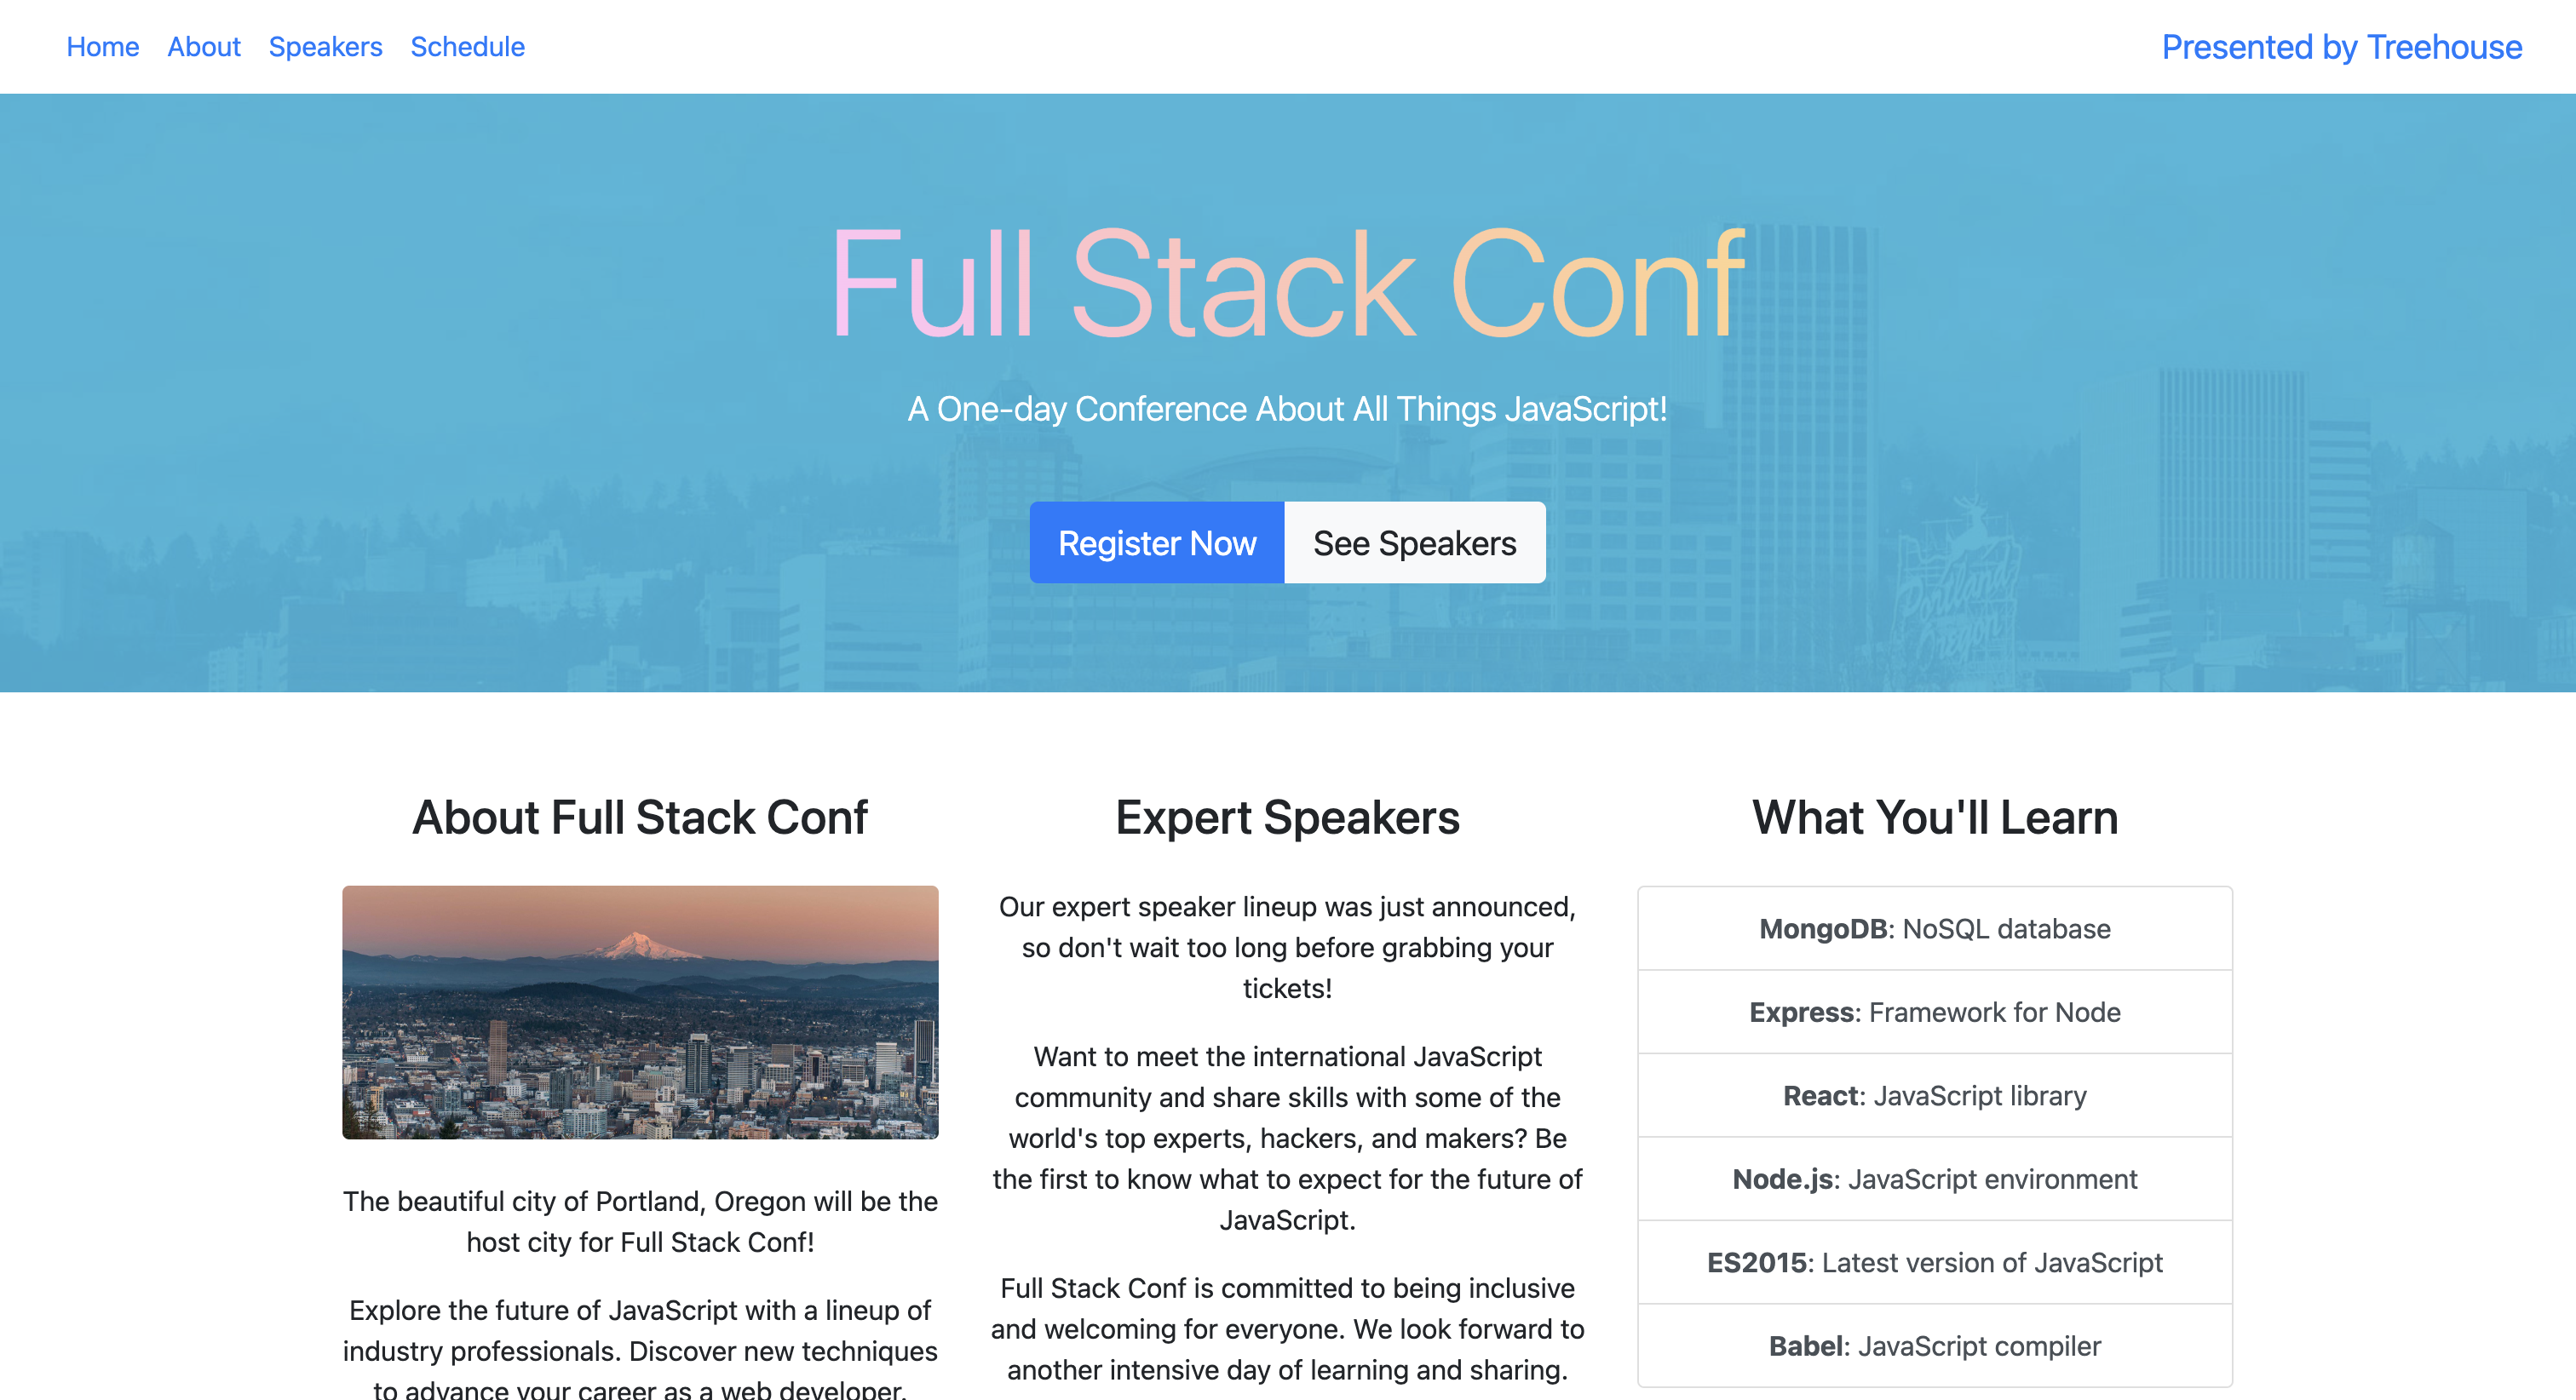 Home About Speakers Schedule Presented by Treehouse
Full Stack Conf
A One-day Conference About All Things JavaScript!
Register Now See Speakers
Portland
Oregon
About Full Stack Conf
The beautiful city of Portland, Oregon will be the
host city for Full Stack Conf!
Explore the future of JavaScript with a lineup of
industry professionals. Discover new techniques
to advance your career as a web developer.
Expert Speakers
Our expert speaker lineup was just announced,
so don't wait too long before grabbing your
tickets!
Want to meet the international JavaScript
community and share skills with some of the
world's top experts, hackers, and makers? Be
the first to know what to expect for the future of
JavaScript.
Full Stack Conf is committed to being inclusive
and welcoming for everyone. We look forward to
another intensive day of learning and sharing.
What You'll Learn
MongoDB: NoSQL database
Express: Framework for Node
React: JavaScript library
Node.js: JavaScript environment
ES2015: Latest version of JavaScript
Babel: JavaScript compiler